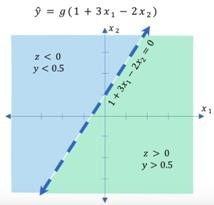 ŷ = g(1 + 3x₁ − 2x₂)
x₂
z < 0
y < 0.5
1 + 3x₁ − 2x₂ = 0
x₁
z > 0
y > 0.5